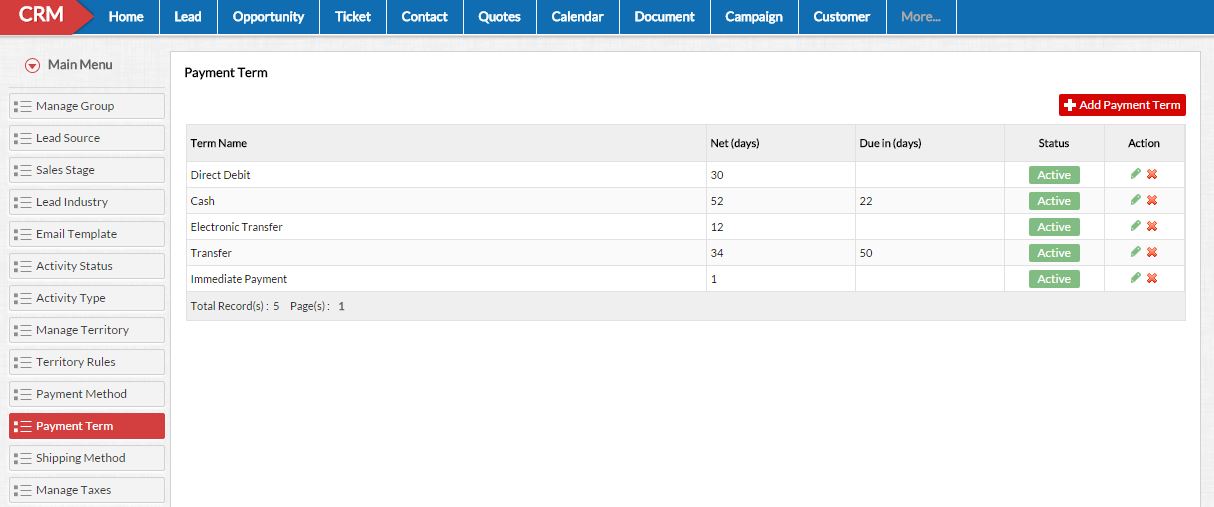 CRM Home Lead Opportunity Ticket Contact Quotes Calendar Document Campaign Customer More...
Main Menu
Manage Group
Lead Source
Sales Stage
Lead Industry
Email Template
Activity Status
Activity Type
Manage Territory
Territory Rules
Payment Method
Payment Term
Shipping Method
Manage Taxes
Payment Term
Add Payment Term
Term Name Net (days) Due in (days) Status Action
Direct Debit 30 Active
Cash 52 22 Active
Electronic Transfer 12 Active
Transfer 34 50 Active
Immediate Payment 1 Active
Total Record(s) : 5 Page(s) : 1